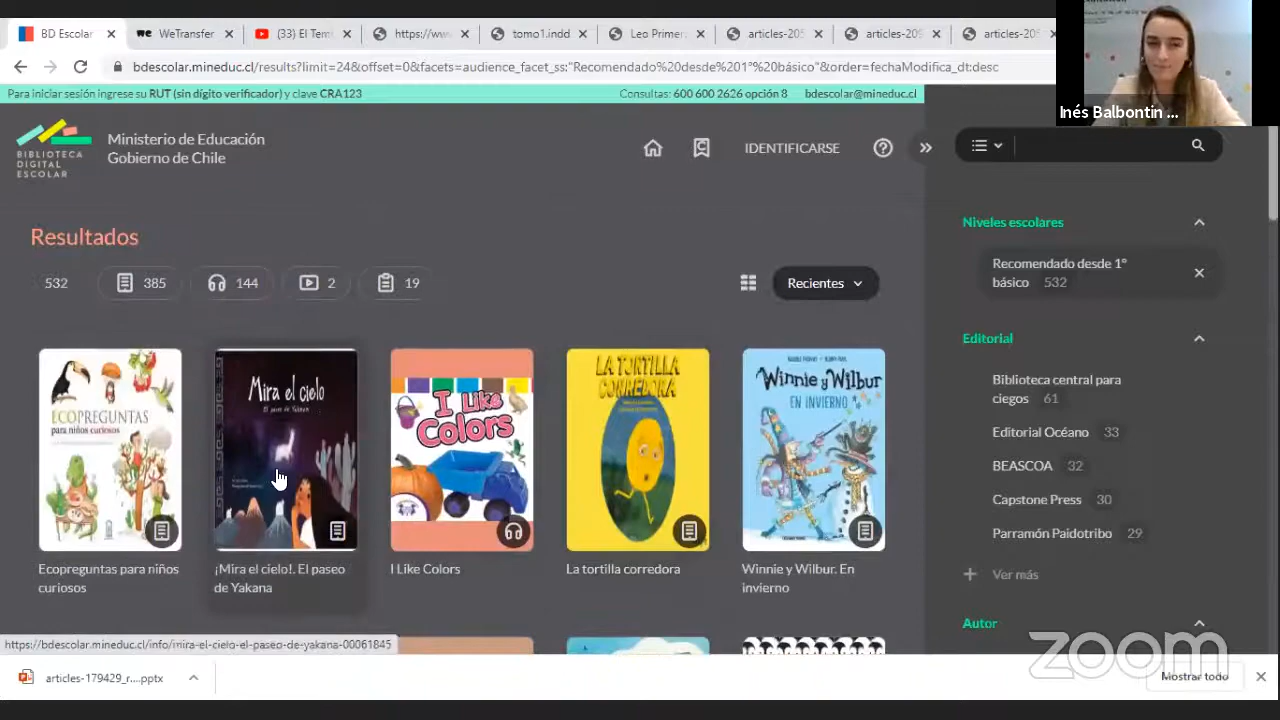 BD Escolar
WeTransfer
(33) El Tem
https://ww
tomo1.indd
Leo Primer
articles-205
articles-209
articles-205
bdescolar.mineduc.cl/results?limit=24&offset=0&facets=audience_facet_ss:"Recomendado%20desde%201°%20básico"&order=fechaModifica_dt:desc
Inés Balbontin ...
Para iniciar sesión ingrese su RUT (sin dígito verificador) y clave CRA123
Consultas: 600 600 2626 opción 8
bdescolar@mineduc.cl
BIBLIOTECA
DIGITAL
ESCOLAR
Ministerio de Educación
Gobierno de Chile
IDENTIFICARSE
Resultados
532
385
144
2
19
Recientes
ECOPREGUNTAS
para niños curiosos
Mira el cielo
El paseo de Yakana
I Like
Colors
LA TORTILLA
CORREDORA
Winnie y Wilbur
EN INVIERNO
Ecopreguntas para niños
curiosos
¡Mira el cielo!. El paseo
de Yakana
I Like Colors
La tortilla corredora
Winnie y Wilbur. En
invierno
Niveles escolares
Recomendado desde 1°
básico 532
Editorial
Biblioteca central para
ciegos 61
Editorial Océano 33
BEASCOA 32
Capstone Press 30
Parramón Paidotribo 29
Ver más
Autor
https://bdescolar.mineduc.cl/info/mira-el-cielo-el-paseo-de-yakana-00061845
articles-179429_r....pptx
zoom
Mostrar todo